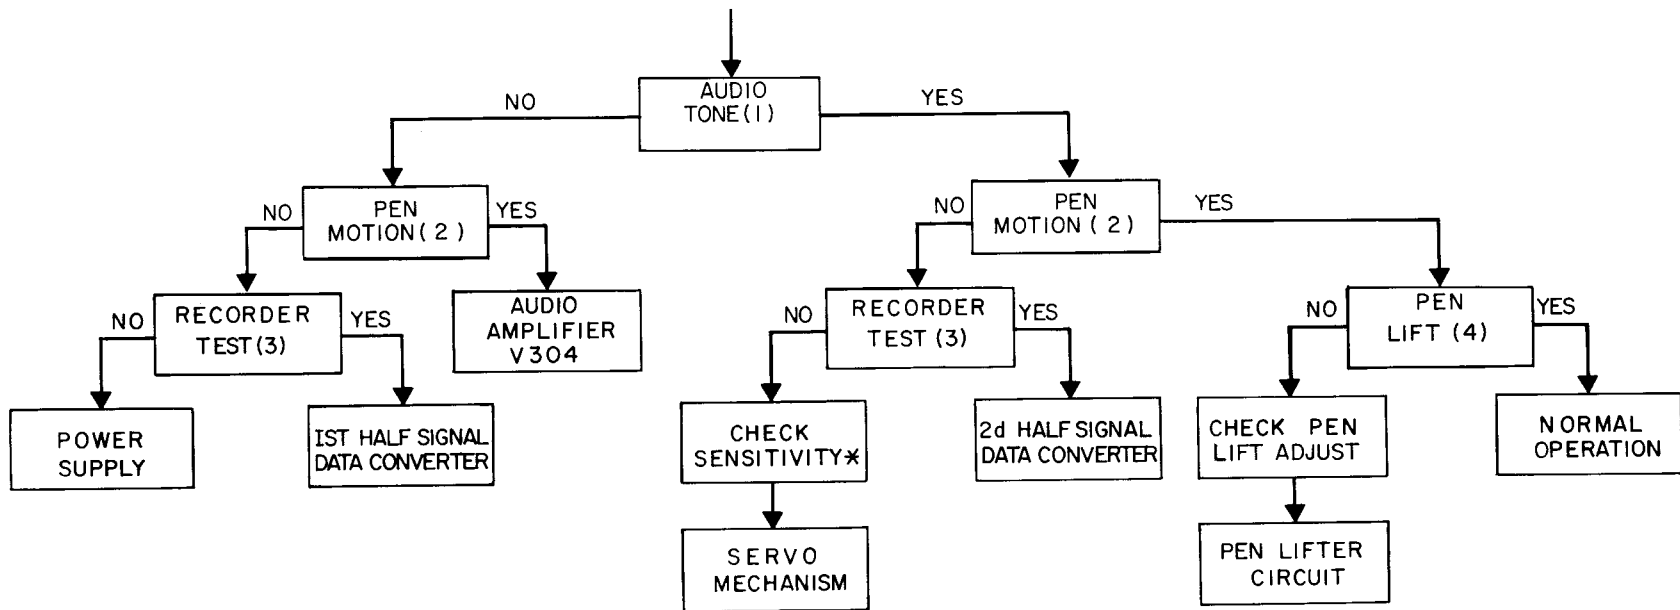 AUDIO
TONE(1)
NO
YES
PEN
MOTION(2)
NO
YES
PEN
MOTION(2)
NO
YES
RECORDER
TEST(3)
NO
YES
AUDIO
AMPLIFIER
V304
RECORDER
TEST(3)
NO
YES
PEN
LIFT(4)
NO
YES
POWER
SUPPLY
1ST HALF SIGNAL
DATA CONVERTER
CHECK
SENSITIVITY*
2d HALF SIGNAL
DATA CONVERTER
CHECK PEN
LIFT ADJUST
NORMAL
OPERATION
SERVO
MECHANISM
PEN LIFTER
CIRCUIT